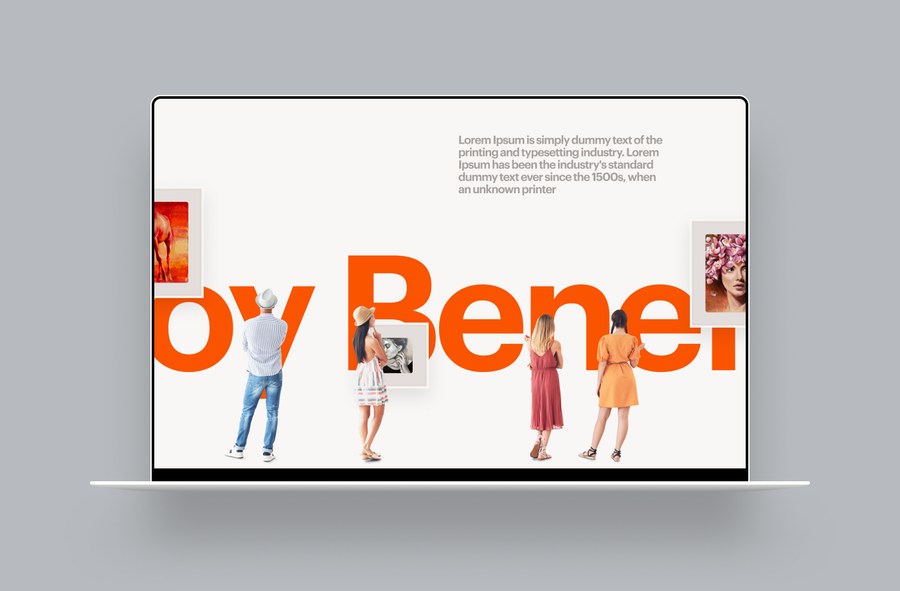 Lorem Ipsum is simply dummy text of the
printing and typesetting industry. Lorem
Ipsum has been the industry's standard
dummy text ever since the 1500s, when
an unknown printer
oy Bene